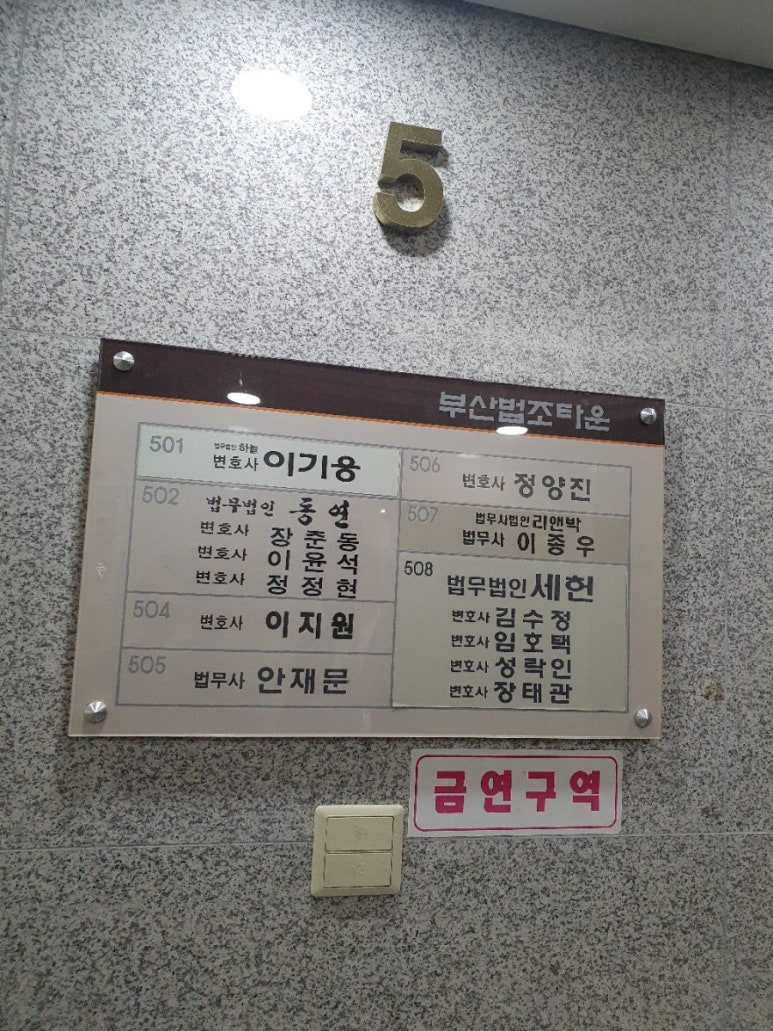 5
부산법조타운
501
법무법인 하늘
변호사 이기용
502
법무법인 동연
변호사 장준동
변호사 이윤석
변호사 정정현
504
변호사 이지원
505
법무사 안재문
506
변호사 정양진
507
법무사법인 리앤박
법무사 이종우
508
법무법인 세헌
변호사 김수정
변호사 임호택
변호사 성락인
변호사 장태관
금연구역